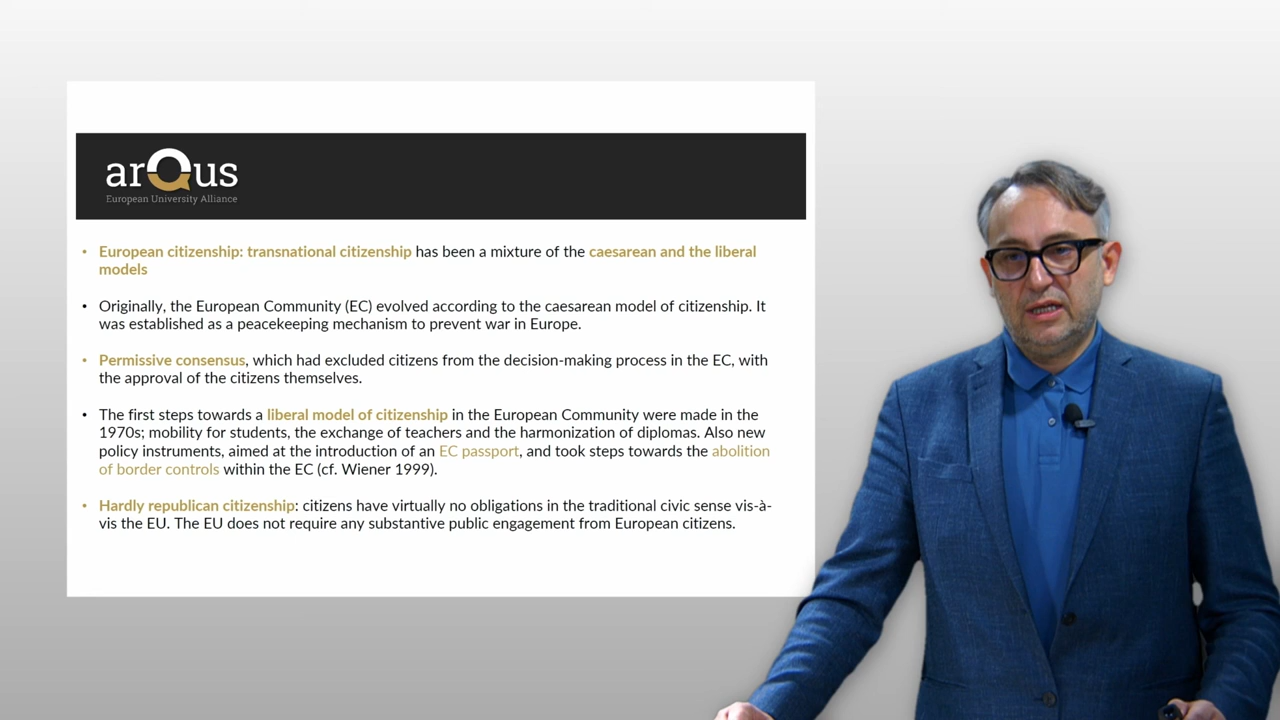 arQus
European University Alliance
• European citizenship: transnational citizenship has been a mixture of the caesarean and the liberal
models
• Originally, the European Community (EC) evolved according to the caesarean model of citizenship. It
was established as a peacekeeping mechanism to prevent war in Europe.
• Permissive consensus, which had excluded citizens from the decision-making process in the EC, with
the approval of the citizens themselves.
• The first steps towards a liberal model of citizenship in the European Community were made in the
1970s; mobility for students, the exchange of teachers and the harmonization of diplomas. Also new
policy instruments, aimed at the introduction of an EC passport, and took steps towards the abolition
of border controls within the EC (cf. Wiener 1999).
• Hardly republican citizenship: citizens have virtually no obligations in the traditional civic sense vis-à-
vis the EU. The EU does not require any substantive public engagement from European citizens.